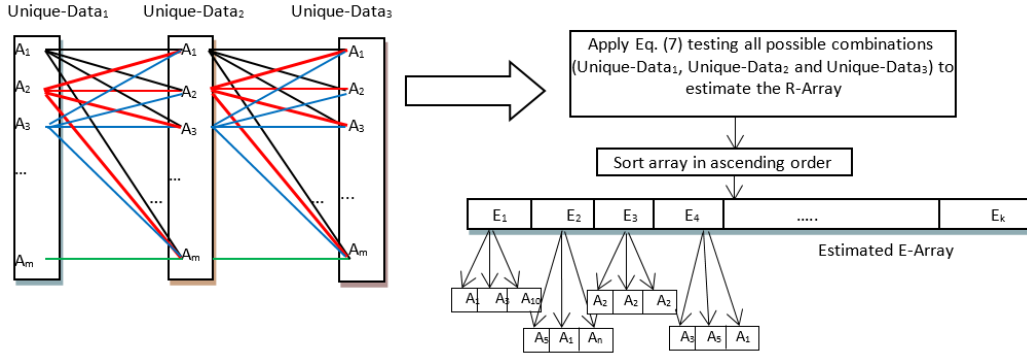 Unique-Data₁ Unique-Data₂ Unique-Data₃
A₁ A₁ A₁
A₂ A₂ A₂
A₃ A₃ A₃
... ... ...
... ...
Aₘ Aₘ Aₘ
Apply Eq. (7) testing all possible combinations
(Unique-Data₁, Unique-Data₂ and Unique-Data₃) to
estimate the R-Array
Sort array in ascending order
E₁ E₂ E₃ E₄ ..... Eₖ
Estimated E-Array
A₁ A₃ A₁₀
A₂ A₂ A₂
A₅ A₁ Aₙ
A₃ A₅ A₁